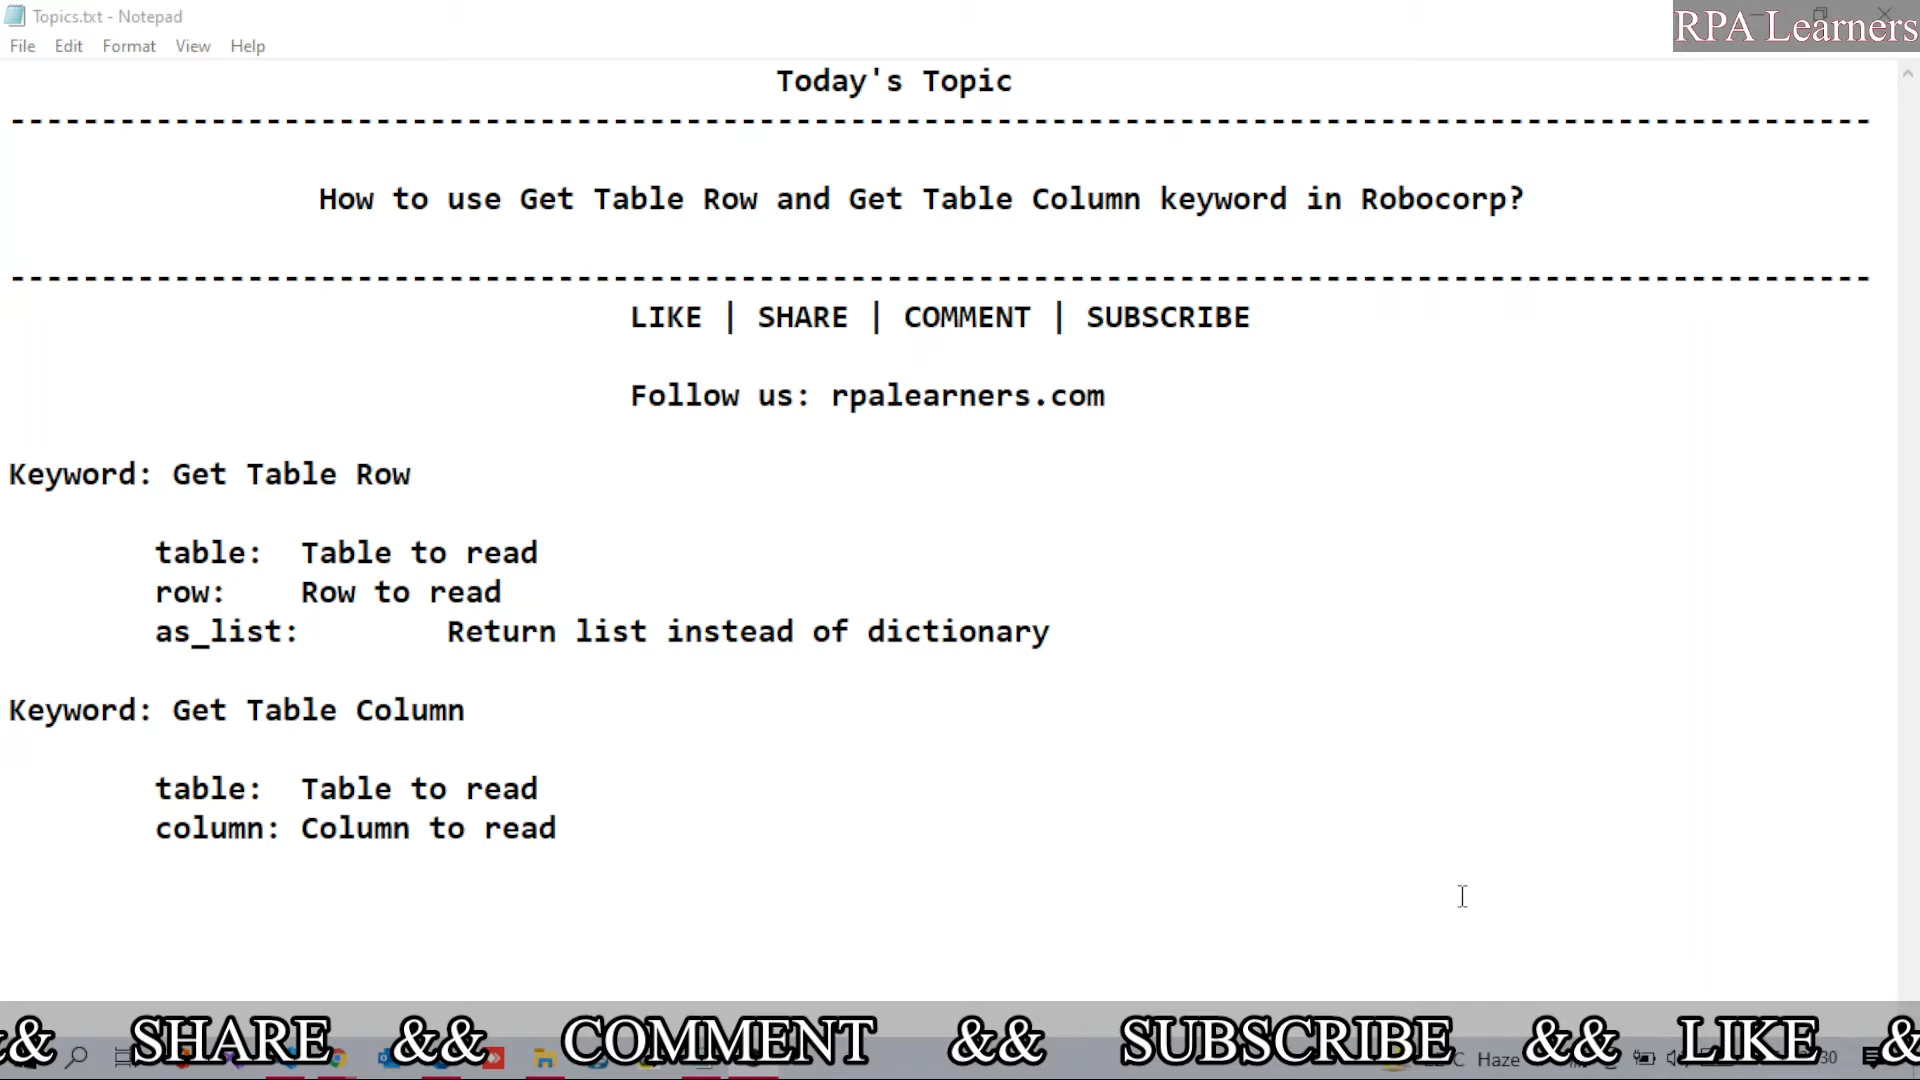 Topics.txt - Notepad
RPA Learners
File Edit Format View Help
Today's Topic
--------------------------------------------------------------------------------------------------------
How to use Get Table Row and Get Table Column keyword in Robocorp?
--------------------------------------------------------------------------------------------------------
LIKE | SHARE | COMMENT | SUBSCRIBE
Follow us: rpalearners.com
Keyword: Get Table Row
table: Table to read
row: Row to read
as_list: Return list instead of dictionary
Keyword: Get Table Column
table: Table to read
column: Column to read
&& SHARE && COMMENT && SUBSCRIBE && LIKE &
Haze